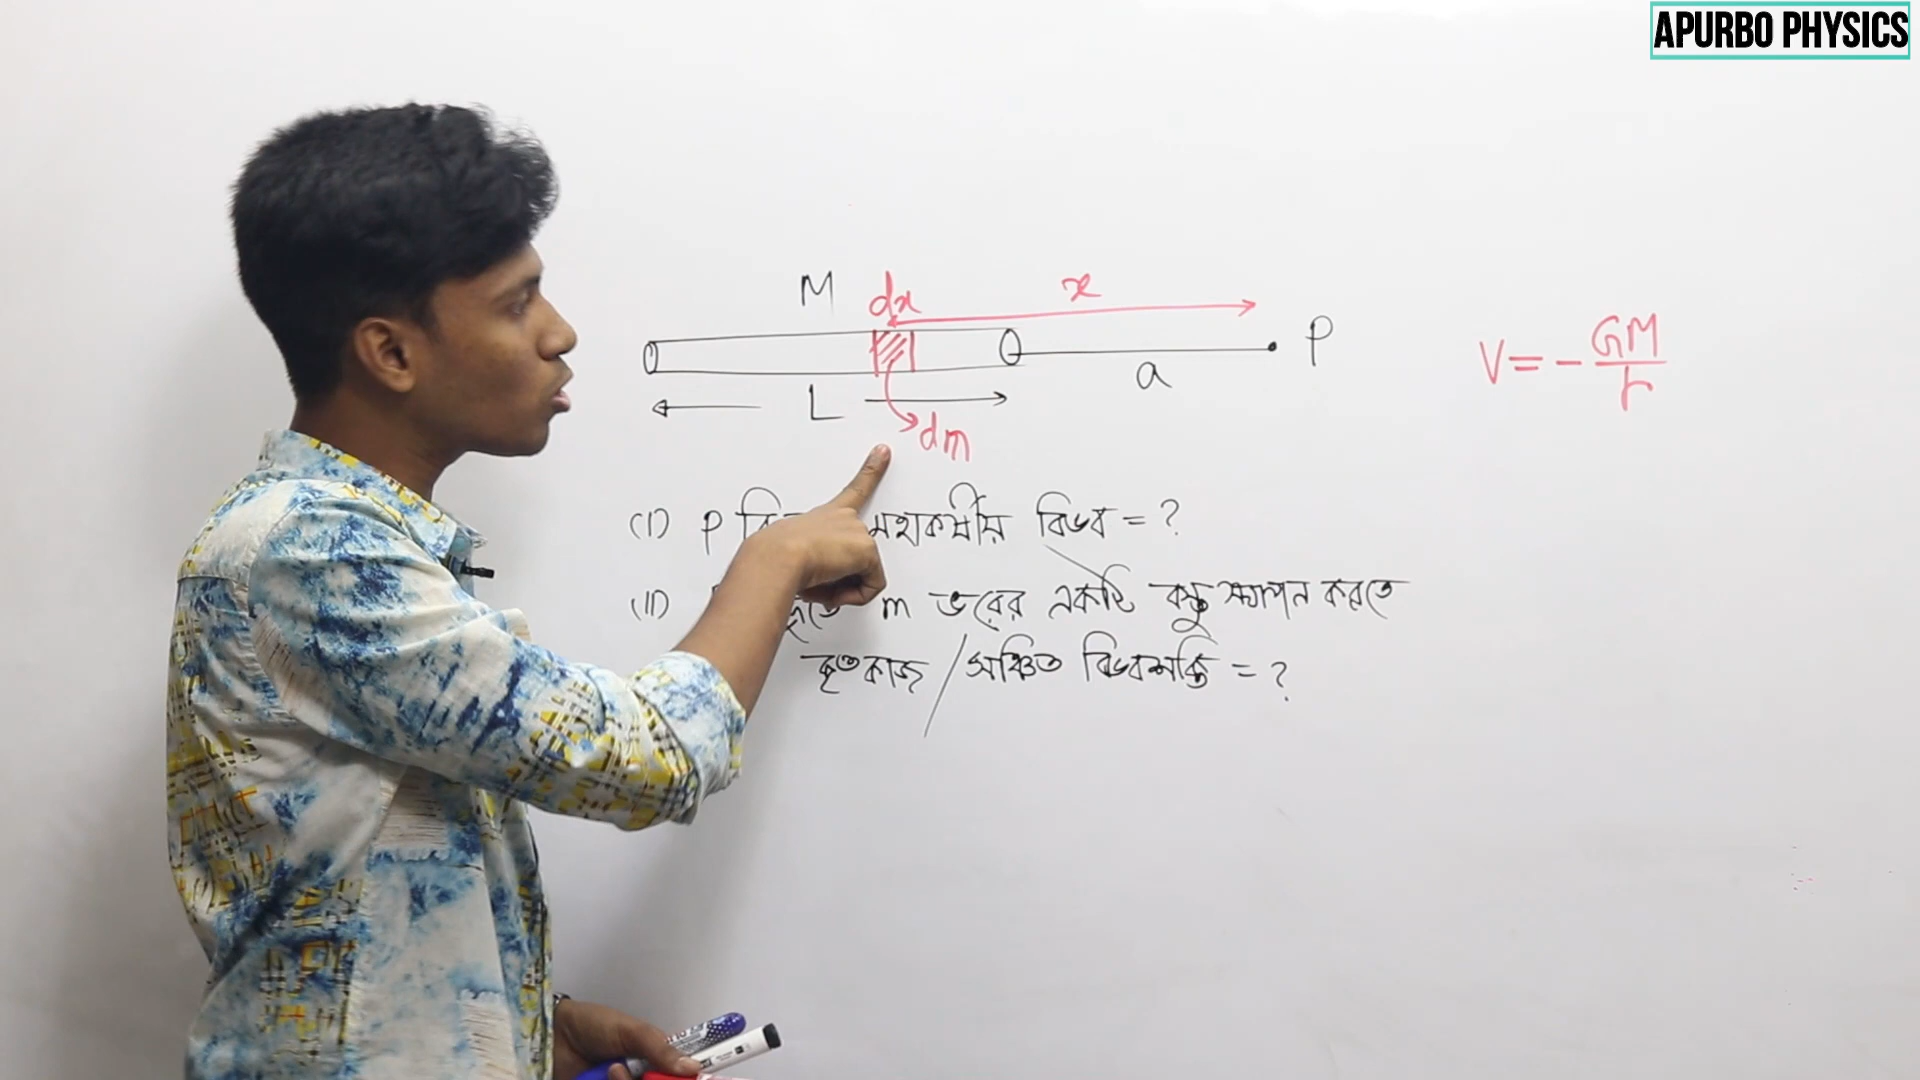 APURBO PHYSICS
M dx x
P
a
L
dm
V = - GM/r
(I) P মহাকর্ষীয় বিভব = ?
(II) m ভরের একটি বস্তু স্থাপন করতে
কৃতকাজ / সঞ্চিত বিভবশক্তি = ?